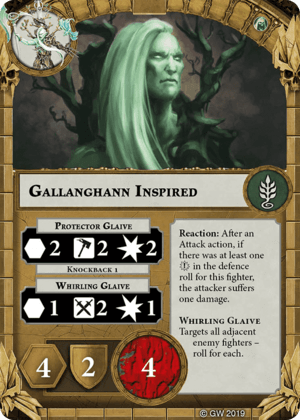 GALLANGHANN INSPIRED
PROTECTOR GLAIVE
2 2 2
KNOCKBACK 1
WHIRLING GLAIVE
1 2 1
Reaction: After an
Attack action, if
there was at least one
in the defence
roll for this fighter,
the attacker suffers
one damage.
WHIRLING GLAIVE
Targets all adjacent
enemy fighters –
roll for each.
4 2 4
© GW 2019